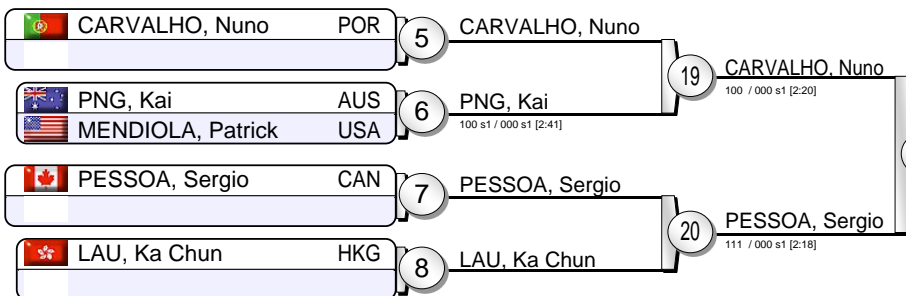 CARVALHO, Nuno POR
5
CARVALHO, Nuno
19
CARVALHO, Nuno
100 / 000 s1 [2:20]
PNG, Kai AUS
MENDIOLA, Patrick USA
6
PNG, Kai
100 s1 / 000 s1 [2:41]
PESSOA, Sergio CAN
7
PESSOA, Sergio
20
PESSOA, Sergio
111 / 000 s1 [2:18]
LAU, Ka Chun HKG
8
LAU, Ka Chun